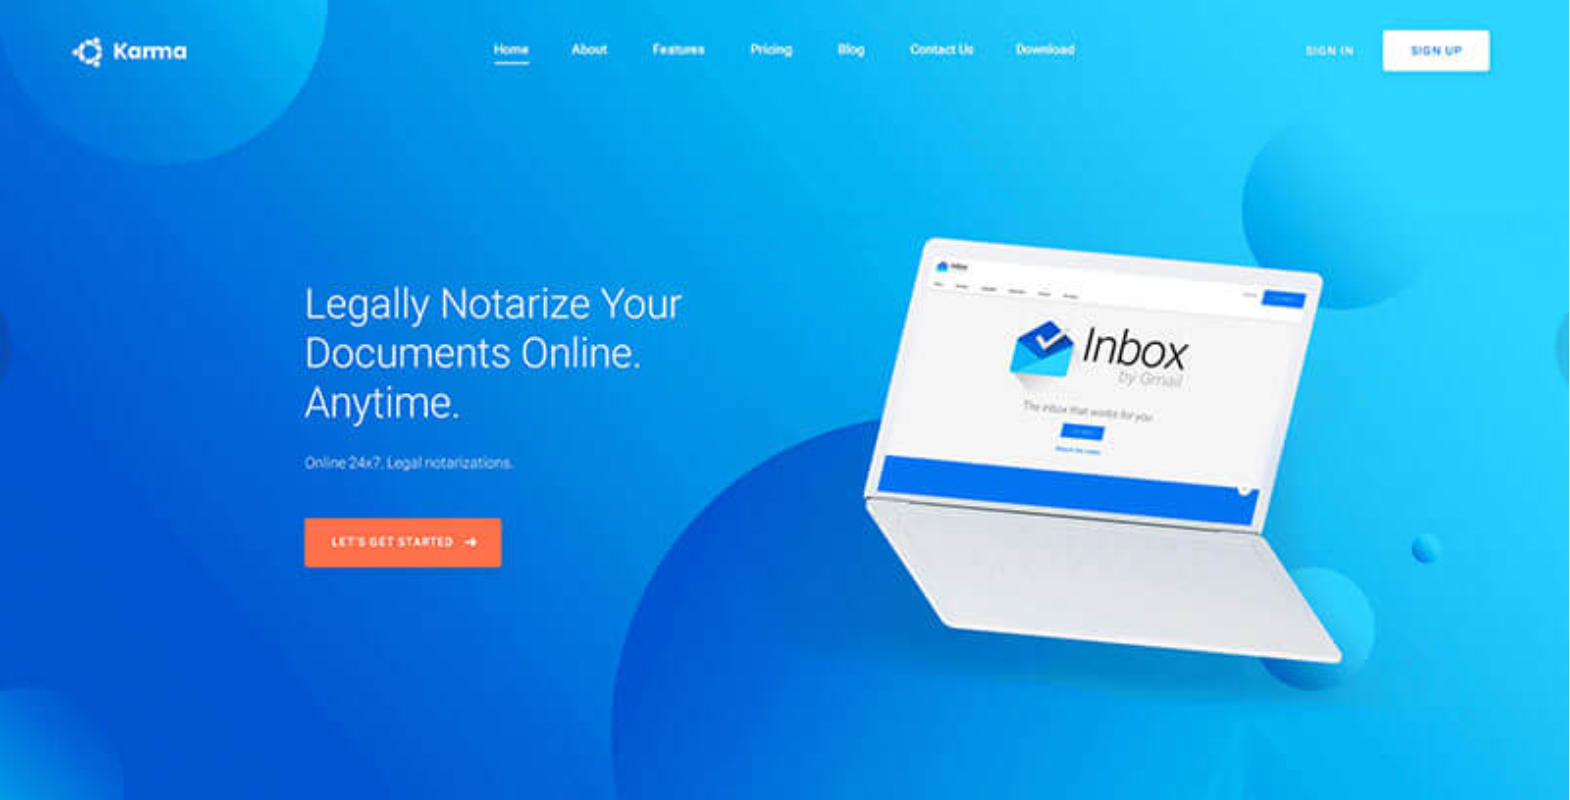 Karma
Home About Features Pricing Blog Contact Us Download
SIGN IN SIGN UP
Legally Notarize Your
Documents Online.
Anytime.
Online 24x7. Legal notarizations.
LET'S GET STARTED
Inbox
Inbox
by Gmail
The inbox that works for you